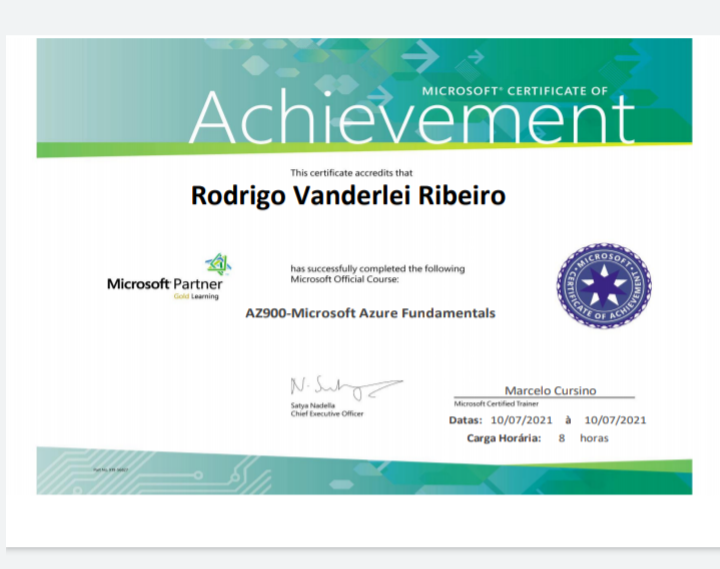 MICROSOFT® CERTIFICATE OF
Achievement
This certificate accredits that
Rodrigo Vanderlei Ribeiro
Microsoft Partner
Gold Learning
has successfully completed the following
Microsoft Official Course:
MICROSOFT
CERTIFICATE OF ACHIEVEMENT
AZ900-Microsoft Azure Fundamentals
Satya Nadella
Chief Executive Officer
Marcelo Cursino
Microsoft Certified Trainer
Datas: 10/07/2021 à 10/07/2021
Carga Horária: 8 horas